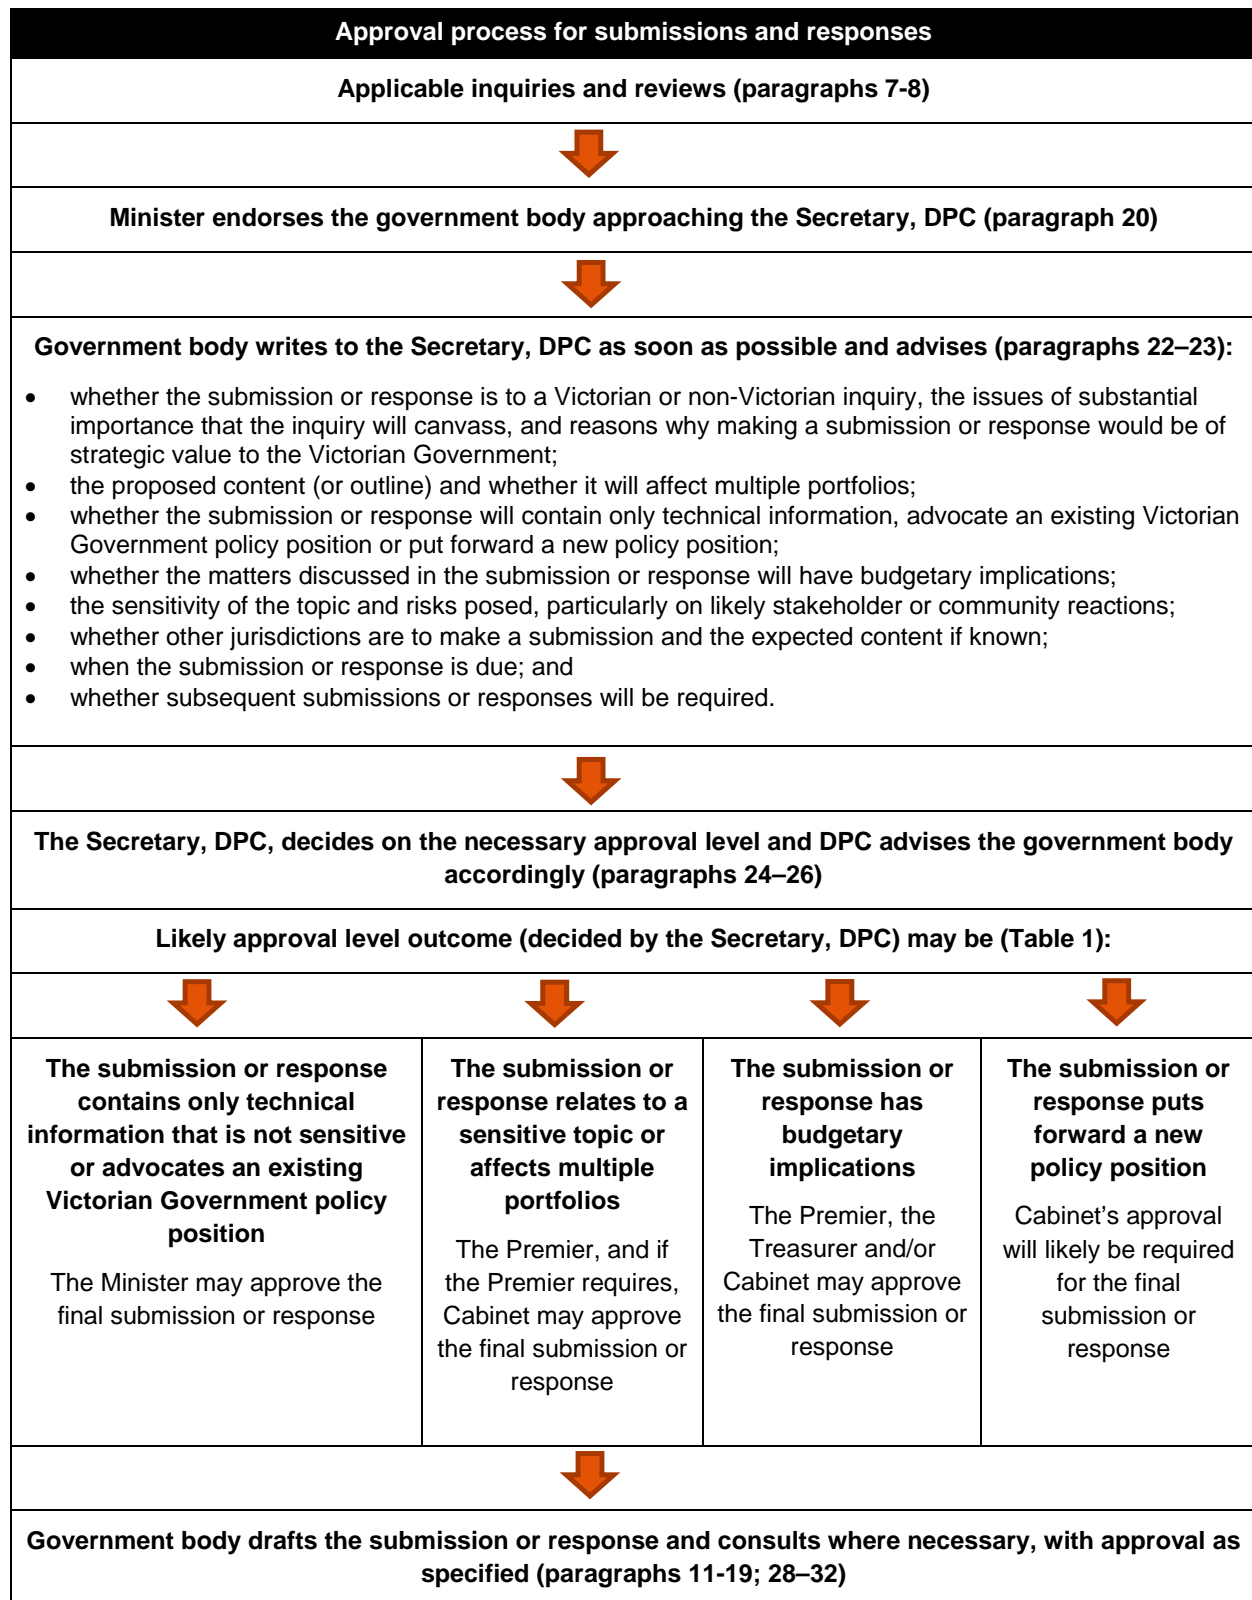 Approval process for submissions and responses
Applicable inquiries and reviews (paragraphs 7-8)
Minister endorses the government body approaching the Secretary, DPC (paragraph 20)
Government body writes to the Secretary, DPC as soon as possible and advises (paragraphs 22–23):
• whether the submission or response is to a Victorian or non-Victorian inquiry, the issues of substantial
importance that the inquiry will canvass, and reasons why making a submission or response would be of
strategic value to the Victorian Government;
• the proposed content (or outline) and whether it will affect multiple portfolios;
• whether the submission or response will contain only technical information, advocate an existing Victorian
Government policy position or put forward a new policy position;
• whether the matters discussed in the submission or response will have budgetary implications;
• the sensitivity of the topic and risks posed, particularly on likely stakeholder or community reactions;
• whether other jurisdictions are to make a submission and the expected content if known;
• when the submission or response is due; and
• whether subsequent submissions or responses will be required.
The Secretary, DPC, decides on the necessary approval level and DPC advises the government body
accordingly (paragraphs 24–26)
Likely approval level outcome (decided by the Secretary, DPC) may be (Table 1):
The submission or response
contains only technical
information that is not sensitive
or advocates an existing
Victorian Government policy
position
The Minister may approve the
final submission or response
The submission or
response relates to a
sensitive topic or
affects multiple
portfolios
The Premier, and if
the Premier requires,
Cabinet may approve
the final submission or
response
The submission or
response has
budgetary
implications
The Premier, the
Treasurer and/or
Cabinet may approve
the final submission or
response
The submission or
response puts
forward a new
policy position
Cabinet's approval
will likely be required
for the final
submission or
response
Government body drafts the submission or response and consults where necessary, with approval as
specified (paragraphs 11-19; 28–32)